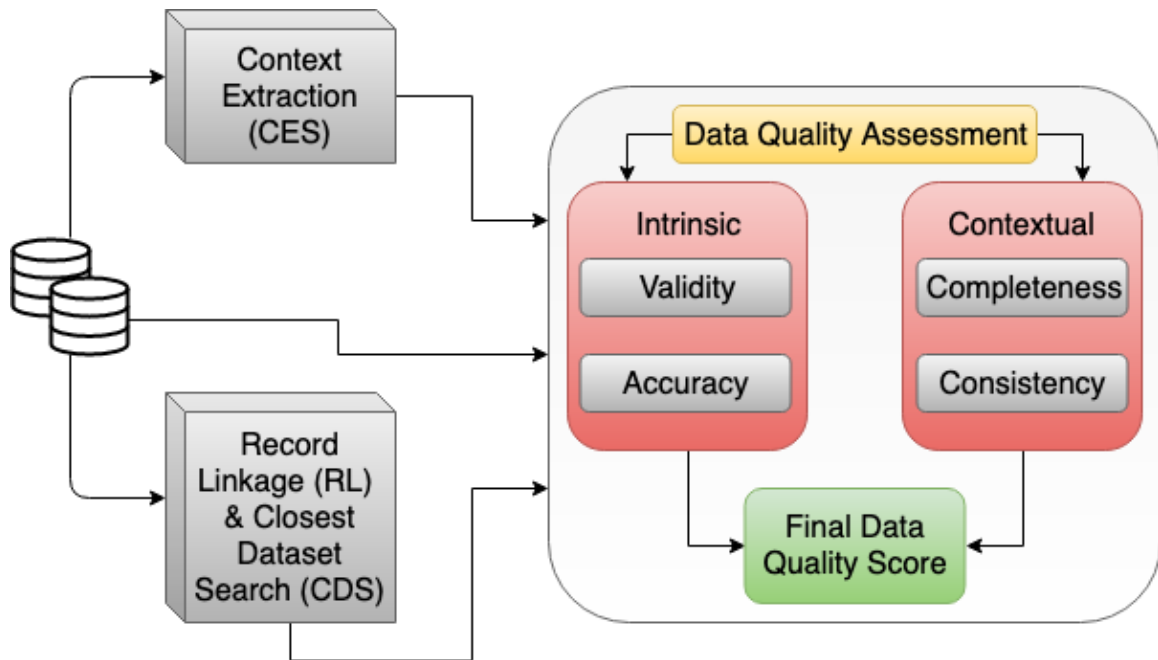 Context
Extraction
(CES)
Record
Linkage (RL)
& Closest
Dataset
Search (CDS)
Data Quality Assessment
Intrinsic
Validity
Accuracy
Contextual
Completeness
Consistency
Final Data
Quality Score